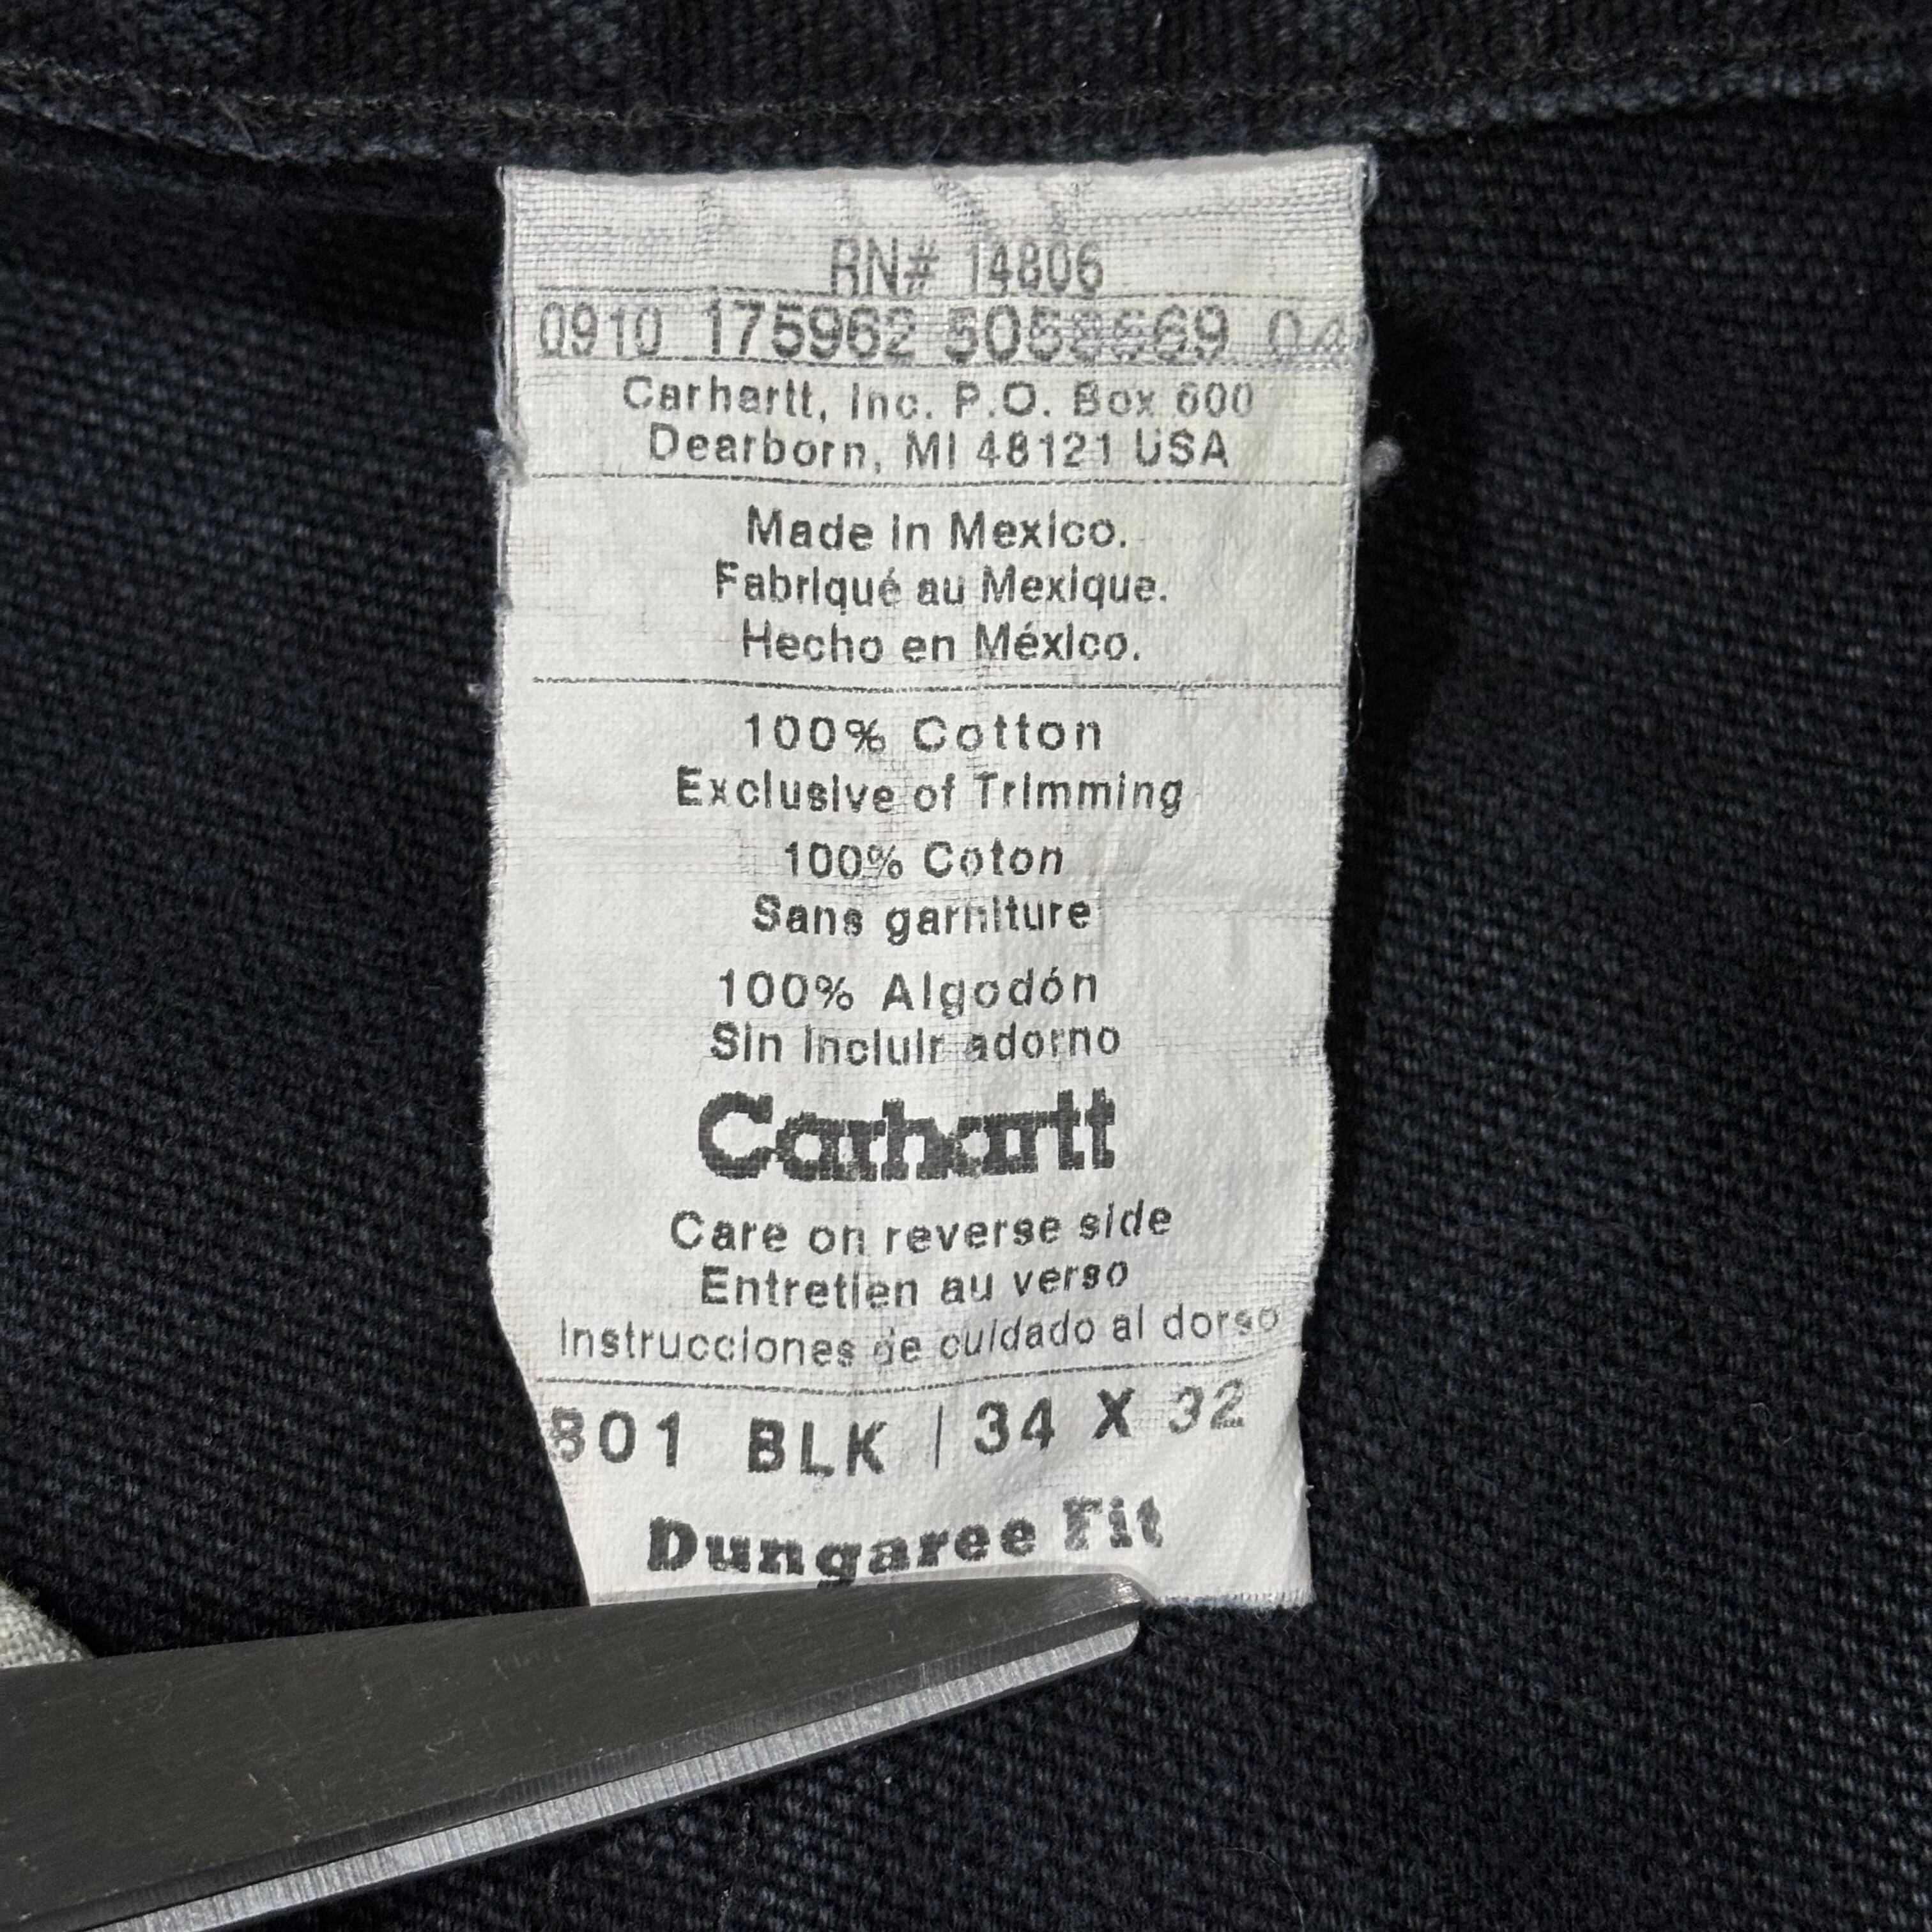 RN# 14806
0910 175962 04
Carhartt, Inc. P.O. Box 600
Dearborn, MI 48121 USA
Made in Mexico.
Fabriqué au Mexique.
Hecho en México.
100% Cotton
Exclusive of Trimming
100% Coton
Sans garniture
100% Algodón
Sin incluir adorno
Carhartt
Care on reverse side
Entretien au verso
Instrucciones de cuidado al dorso
BLK | 34 X 32
Dungaree Fit